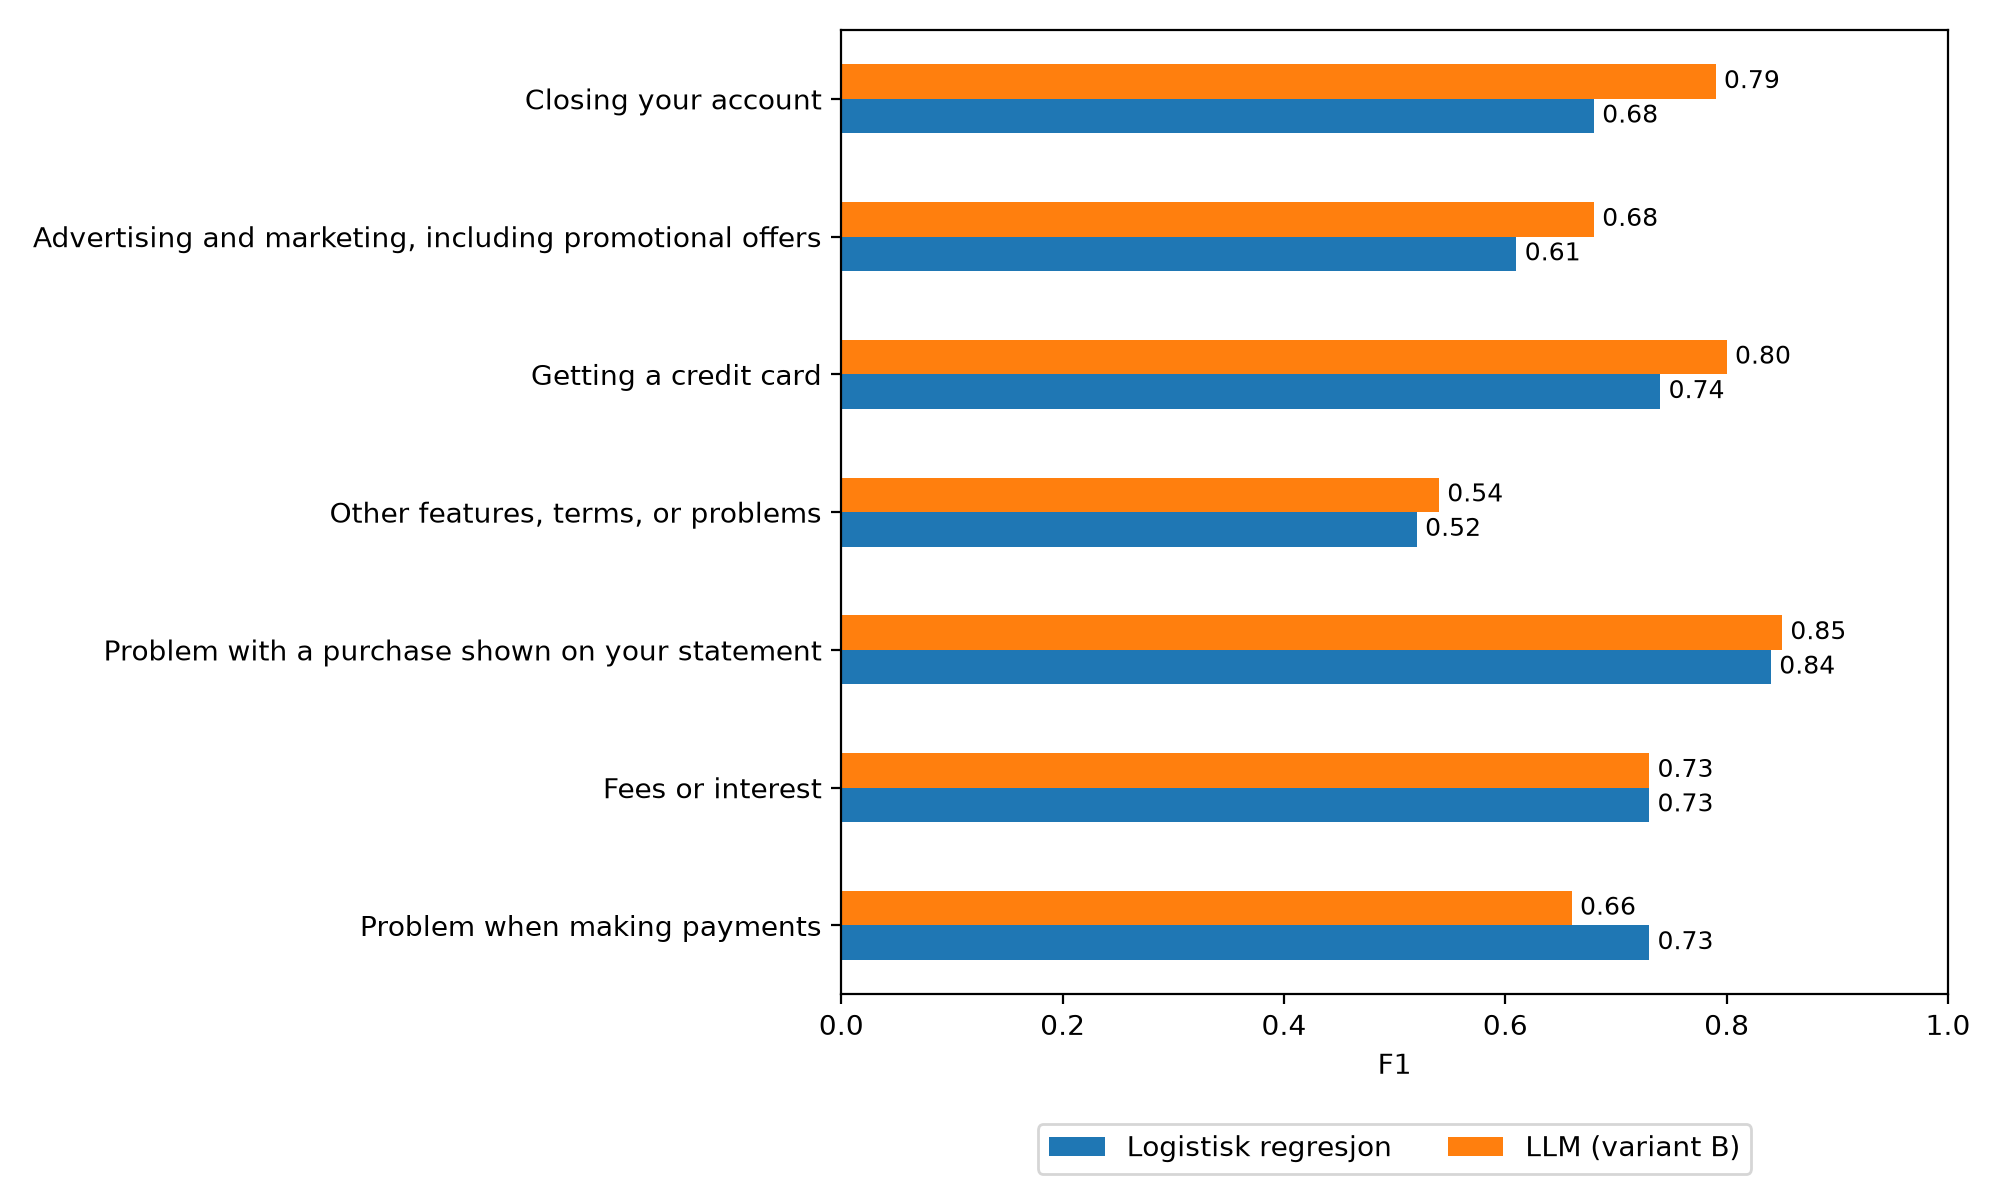 Closing your account
0.79
0.68
Advertising and marketing, including promotional offers
0.68
0.61
Getting a credit card
0.80
0.74
Other features, terms, or problems
0.54
0.52
Problem with a purchase shown on your statement
0.85
0.84
Fees or interest
0.73
0.73
Problem when making payments
0.66
0.73
0.0 0.2 0.4 0.6 0.8 1.0
F1
Logistisk regresjon LLM (variant B)